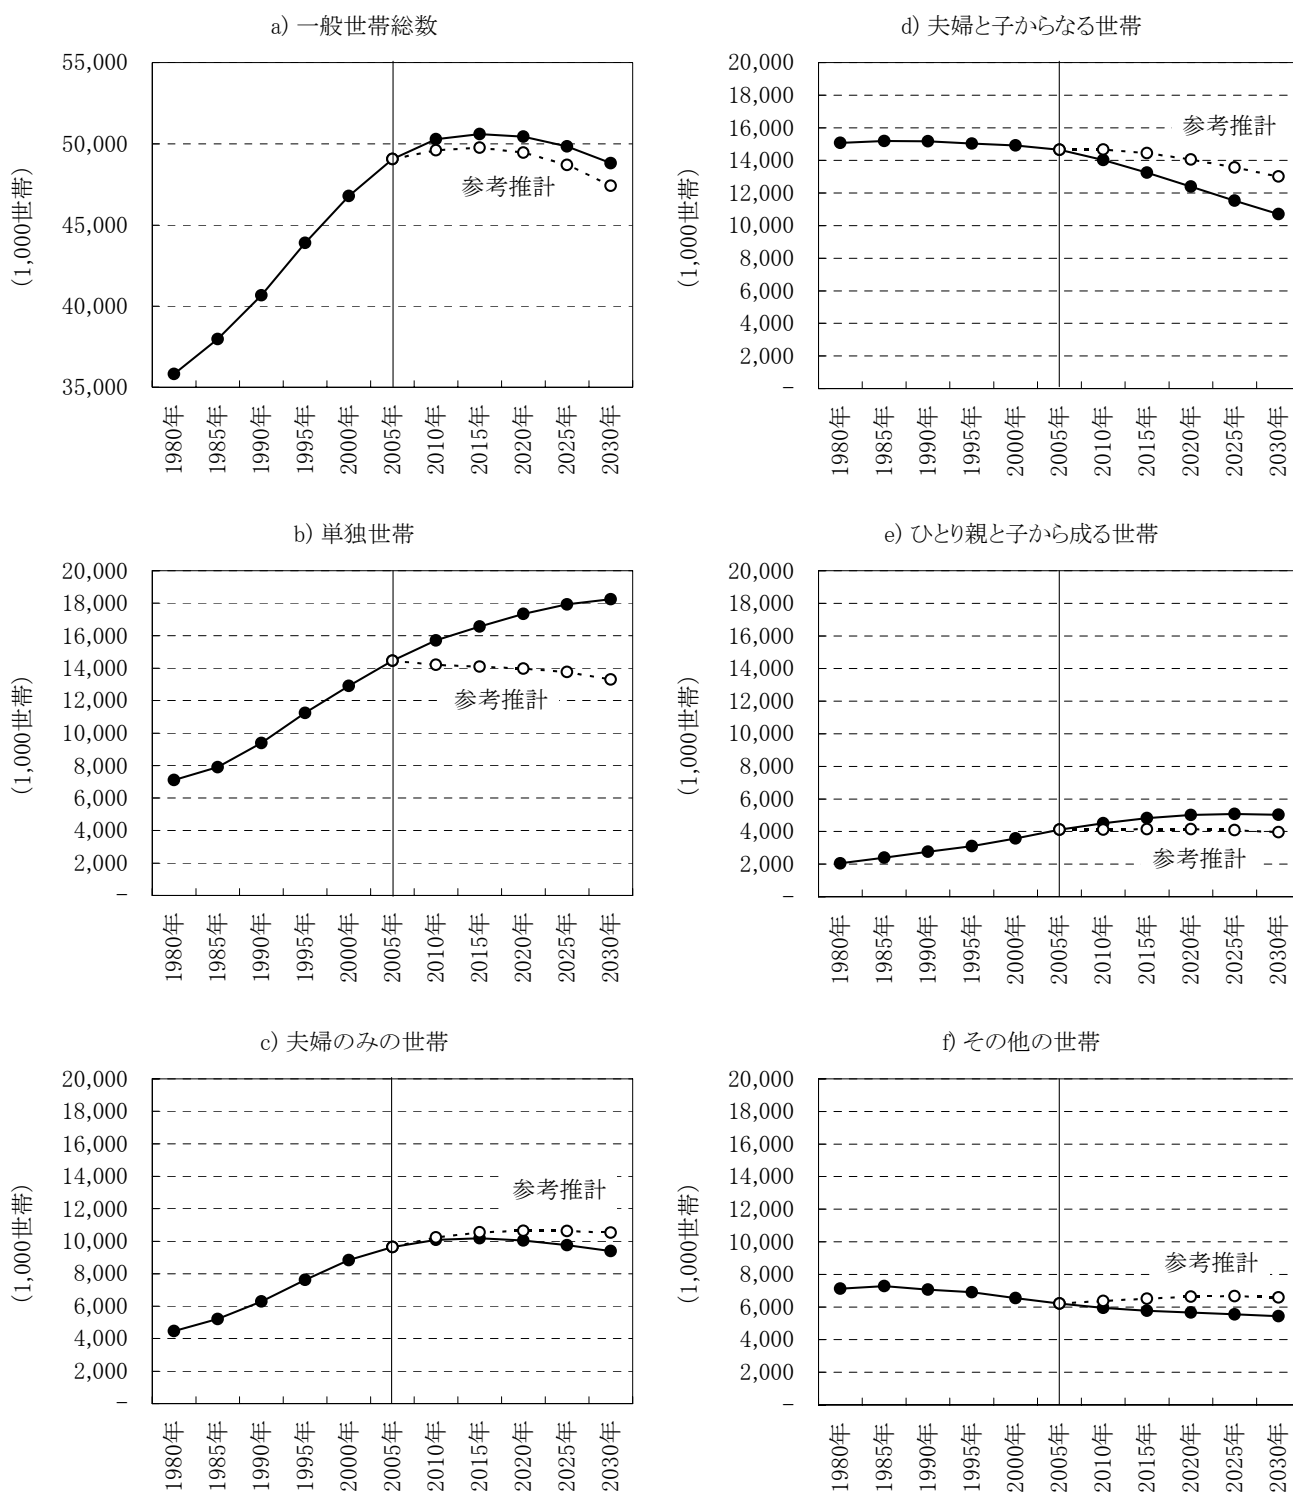 a) 一般世帯総数
(1,000世帯)
55,000
50,000
45,000
40,000
35,000
参考推計
1980年
1985年
1990年
1995年
2000年
2005年
2010年
2015年
2020年
2025年
2030年
b) 単独世帯
(1,000世帯)
20,000
18,000
16,000
14,000
12,000
10,000
8,000
6,000
4,000
2,000
–
参考推計
1980年
1985年
1990年
1995年
2000年
2005年
2010年
2015年
2020年
2025年
2030年
c) 夫婦のみの世帯
(1,000世帯)
20,000
18,000
16,000
14,000
12,000
10,000
8,000
6,000
4,000
2,000
–
参考推計
1980年
1985年
1990年
1995年
2000年
2005年
2010年
2015年
2020年
2025年
2030年
d) 夫婦と子からなる世帯
(1,000世帯)
20,000
18,000
16,000
14,000
12,000
10,000
8,000
6,000
4,000
2,000
–
参考推計
1980年
1985年
1990年
1995年
2000年
2005年
2010年
2015年
2020年
2025年
2030年
e) ひとり親と子から成る世帯
(1,000世帯)
20,000
18,000
16,000
14,000
12,000
10,000
8,000
6,000
4,000
2,000
–
参考推計
1980年
1985年
1990年
1995年
2000年
2005年
2010年
2015年
2020年
2025年
2030年
f) その他の世帯
(1,000世帯)
20,000
18,000
16,000
14,000
12,000
10,000
8,000
6,000
4,000
2,000
–
参考推計
1980年
1985年
1990年
1995年
2000年
2005年
2010年
2015年
2020年
2025年
2030年